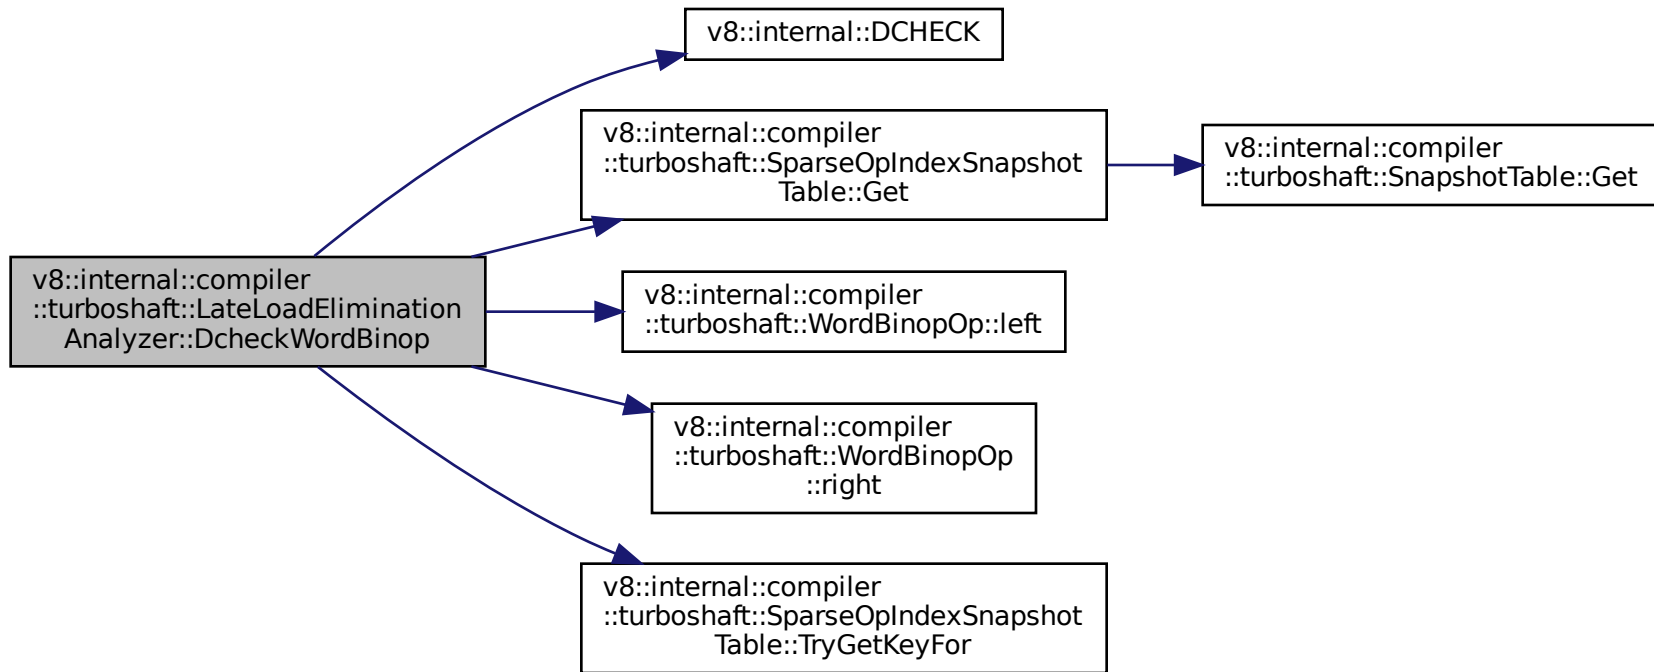 v8::internal::DCHECK
v8::internal::compiler
::turboshaft::SparseOpIndexSnapshot
Table::Get
v8::internal::compiler
::turboshaft::SnapshotTable::Get
v8::internal::compiler
::turboshaft::LateLoadElimination
Analyzer::DcheckWordBinop
v8::internal::compiler
::turboshaft::WordBinopOp::left
v8::internal::compiler
::turboshaft::WordBinopOp
::right
v8::internal::compiler
::turboshaft::SparseOpIndexSnapshot
Table::TryGetKeyFor